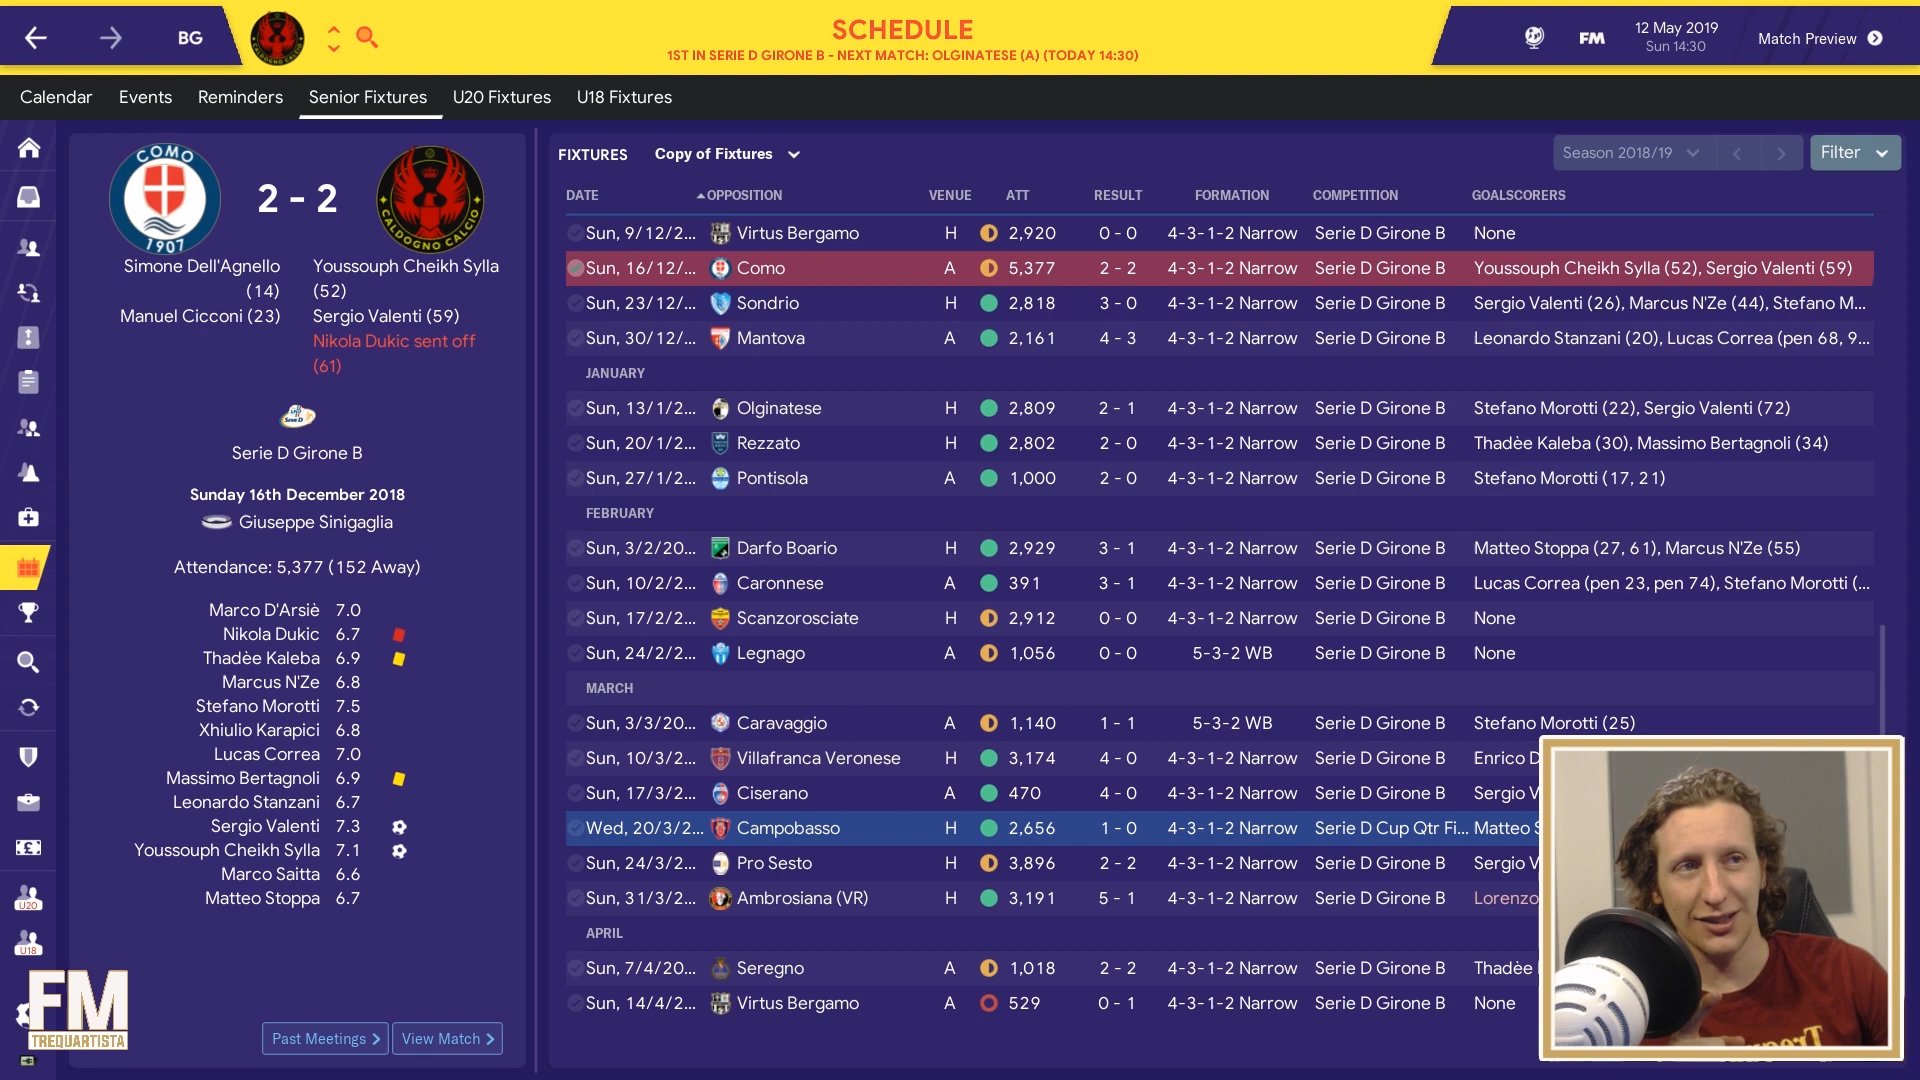 BG
SCHEDULE
1ST IN SERIE D GIRONE B - NEXT MATCH: OLGINATESE (A) (TODAY 14:30)
FM
12 May 2019
Sun 14:30
Match Preview
Calendar Events Reminders Senior Fixtures U20 Fixtures U18 Fixtures
COMO
1907
2 - 2
CALDOGNO CALCIO
Simone Dell'Agnello
(14)
Manuel Cicconi (23)
Youssouph Cheikh Sylla
(52)
Sergio Valenti (59)
Nikola Dukic sent off
(61)
Serie D Girone B
Sunday 16th December 2018
Giuseppe Sinigaglia
Attendance: 5,377 (152 Away)
Marco D'Arsiè 7.0
Nikola Dukic 6.7
Thadèe Kaleba 6.9
Marcus N'Ze 6.8
Stefano Morotti 7.5
Xhiulio Karapici 6.8
Lucas Correa 7.0
Massimo Bertagnoli 6.9
Leonardo Stanzani 6.7
Sergio Valenti 7.3
Youssouph Cheikh Sylla 7.1
Marco Saitta 6.6
Matteo Stoppa 6.7
Past Meetings
View Match
U20
U18
FM
TREQUARTISTA
FIXTURES Copy of Fixtures
Season 2018/19
Filter
DATE OPPOSITION VENUE ATT RESULT FORMATION COMPETITION GOALSCORERS
Sun, 9/12/2... Virtus Bergamo H 2,920 0 - 0 4-3-1-2 Narrow Serie D Girone B None
Sun, 16/12/... Como A 5,377 2 - 2 4-3-1-2 Narrow Serie D Girone B Youssouph Cheikh Sylla (52), Sergio Valenti (59)
Sun, 23/12/... Sondrio H 2,818 3 - 0 4-3-1-2 Narrow Serie D Girone B Sergio Valenti (26), Marcus N'Ze (44), Stefano M...
Sun, 30/12/... Mantova A 2,161 4 - 3 4-3-1-2 Narrow Serie D Girone B Leonardo Stanzani (20), Lucas Correa (pen 68, 9...
JANUARY
Sun, 13/1/2... Olginatese H 2,809 2 - 1 4-3-1-2 Narrow Serie D Girone B Stefano Morotti (22), Sergio Valenti (72)
Sun, 20/1/2... Rezzato H 2,802 2 - 0 4-3-1-2 Narrow Serie D Girone B Thadèe Kaleba (30), Massimo Bertagnoli (34)
Sun, 27/1/2... Pontisola A 1,000 2 - 0 4-3-1-2 Narrow Serie D Girone B Stefano Morotti (17, 21)
FEBRUARY
Sun, 3/2/20... Darfo Boario H 2,929 3 - 1 4-3-1-2 Narrow Serie D Girone B Matteo Stoppa (27, 61), Marcus N'Ze (55)
Sun, 10/2/2... Caronnese A 391 3 - 1 4-3-1-2 Narrow Serie D Girone B Lucas Correa (pen 23, pen 74), Stefano Morotti (...
Sun, 17/2/2... Scanzorosciate H 2,912 0 - 0 4-3-1-2 Narrow Serie D Girone B None
Sun, 24/2/2... Legnago A 1,056 0 - 0 5-3-2 WB Serie D Girone B None
MARCH
Sun, 3/3/20... Caravaggio A 1,140 1 - 1 5-3-2 WB Serie D Girone B Stefano Morotti (25)
Sun, 10/3/2... Villafranca Veronese H 3,174 4 - 0 4-3-1-2 Narrow Serie D Girone B Enrico D
Sun, 17/3/2... Ciserano A 470 4 - 0 4-3-1-2 Narrow Serie D Girone B Sergio V
Wed, 20/3/2... Campobasso H 2,656 1 - 0 4-3-1-2 Narrow Serie D Cup Qtr Fi... Matteo S
Sun, 24/3/2... Pro Sesto H 3,896 2 - 2 4-3-1-2 Narrow Serie D Girone B Sergio V
Sun, 31/3/2... Ambrosiana (VR) H 3,191 5 - 1 4-3-1-2 Narrow Serie D Girone B Lorenzo
APRIL
Sun, 7/4/20... Seregno A 1,018 2 - 2 4-3-1-2 Narrow Serie D Girone B Thadèe
Sun, 14/4/2... Virtus Bergamo A 529 0 - 1 4-3-1-2 Narrow Serie D Girone B None